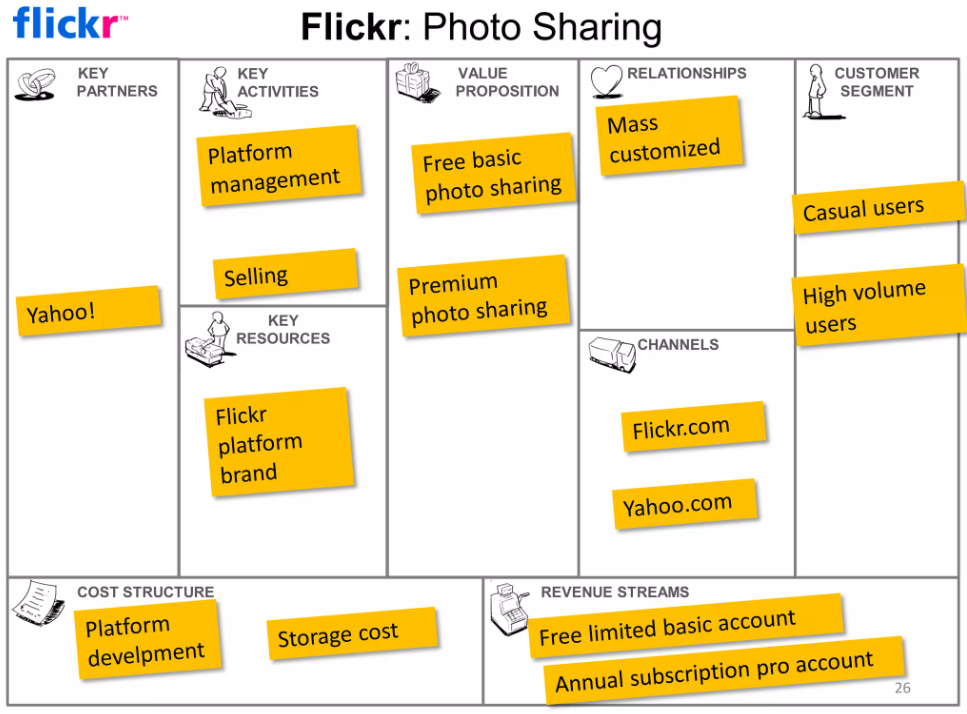 flickr™
Flickr: Photo Sharing
KEY
PARTNERS
Yahoo!
KEY
ACTIVITIES
Platform
management
Selling
KEY
RESOURCES
Flickr
platform
brand
VALUE
PROPOSITION
Free basic
photo sharing
Premium
photo sharing
RELATIONSHIPS
Mass
customized
CHANNELS
Flickr.com
Yahoo.com
CUSTOMER
SEGMENT
Casual users
High volume
users
COST STRUCTURE
Platform
develpment
Storage cost
REVENUE STREAMS
Free limited basic account
Annual subscription pro account
26